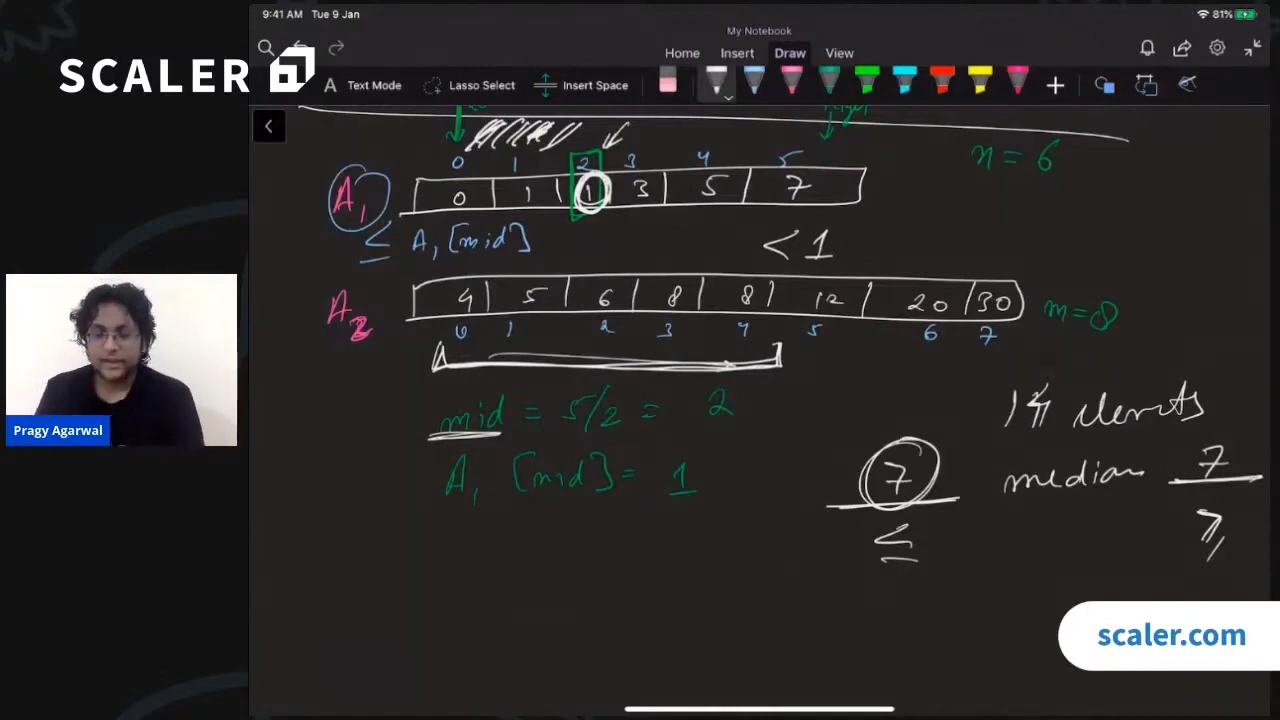 9:41 AM Tue 9 Jan
81%
My Notebook
SCALER
Home Insert Draw View
A Text Mode Lasso Select Insert Space
n = 6
0 1 2 3 4 5
A1 0 1 1 3 5 7
≤ A, [mid] < 1
A2 4 5 6 8 8 12 20 30 m=8
0 1 2 3 4 5 6 7
mid = 5/2 = 2
14 elements
A, [mid] = 1
7 median 7
≤ ≥
Pragy Agarwal
scaler.com